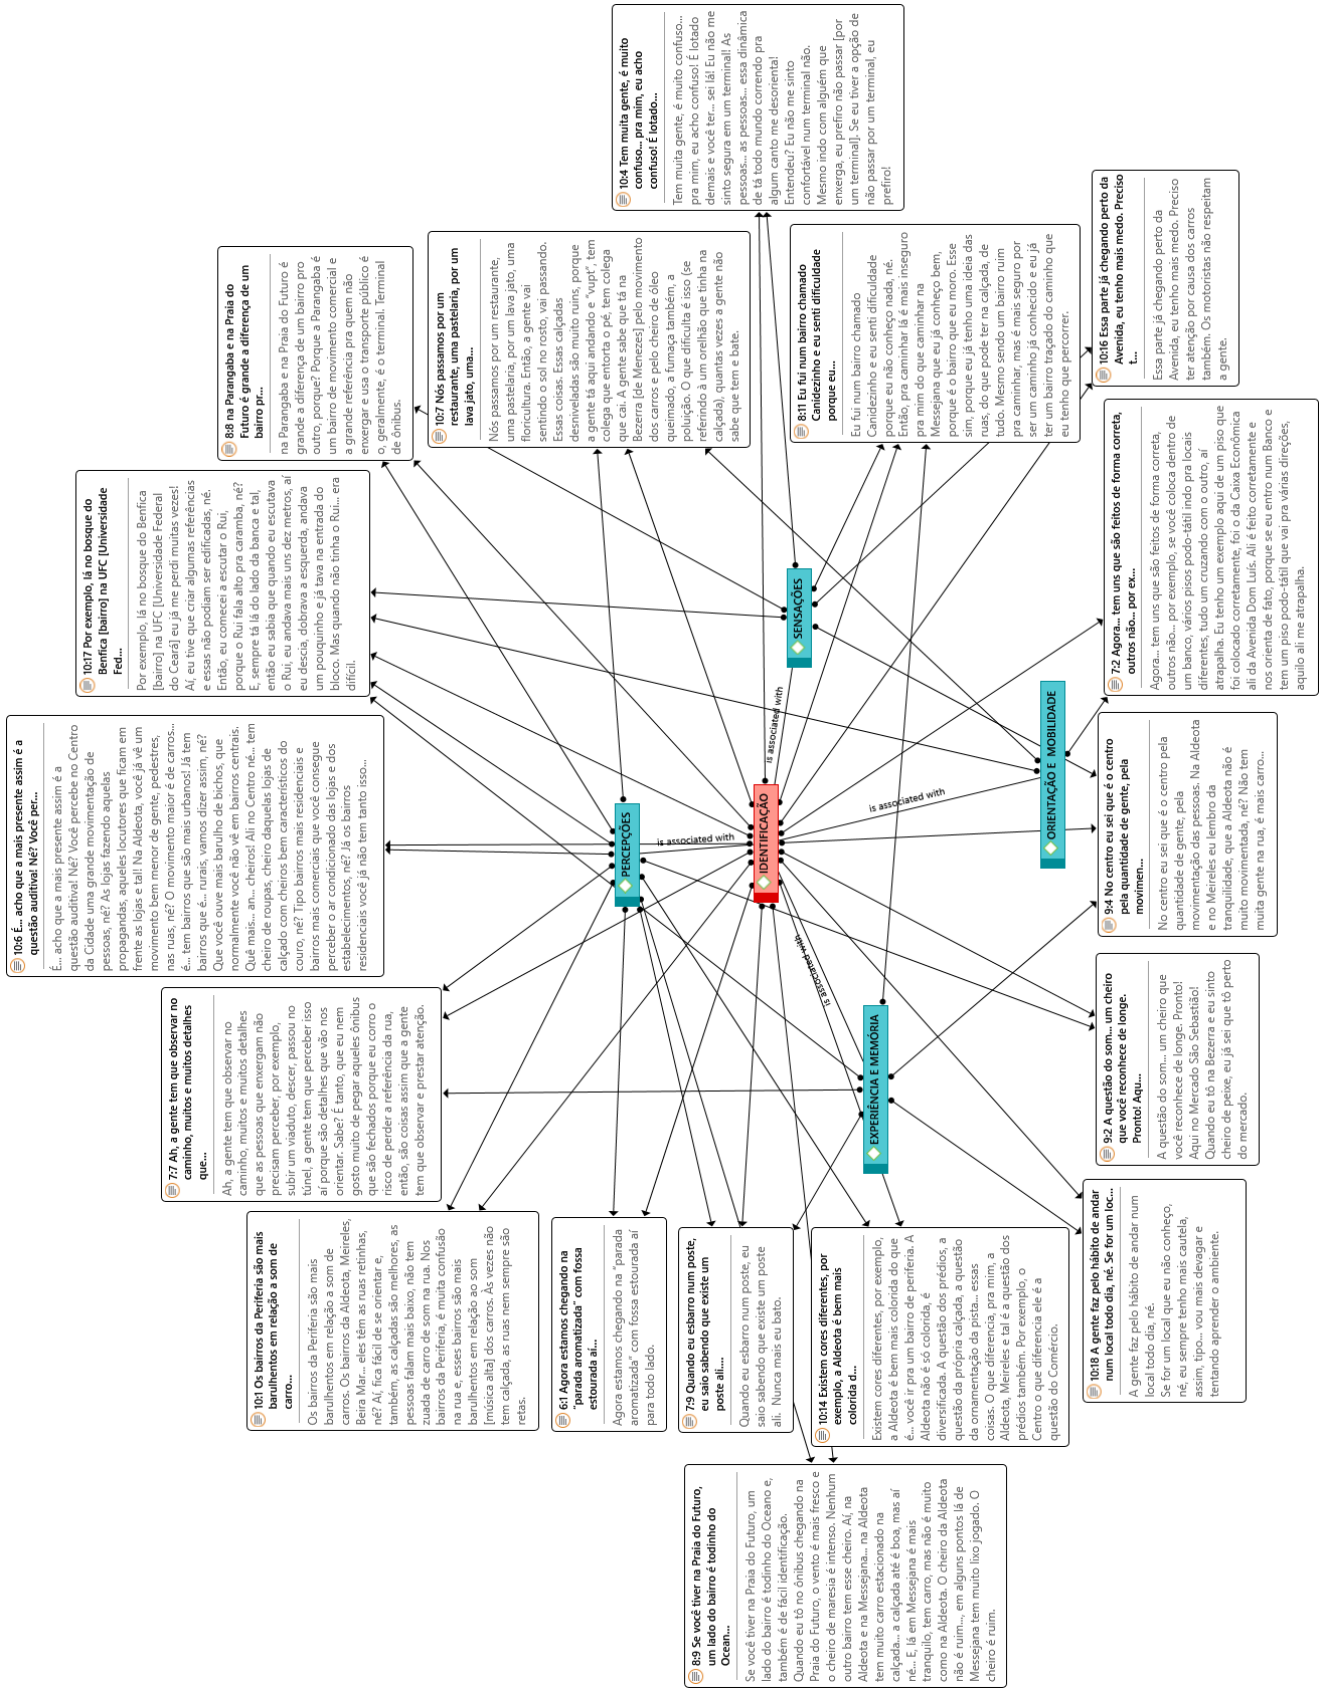 10:6 É... acho que a mais presente assim é a
questão auditiva! Né? Você per...
É... acho que a mais presente assim é a
questão auditiva! Né? Você percebe no Centro
da Cidade uma grande movimentação de
pessoas, né? As lojas fazendo aquelas
propagandas, aqueles locutores que ficam em
frente as lojas e tal! Na Aldeota, você já vê um
movimento bem menor de gente, pedestres,
nas ruas, né? O movimento maior é de carros...
é... tem bairros que são mais urbanos! Já tem
bairros que é... rurais, vamos dizer assim, né?
Que você ouve mais barulho de bichos, que
normalmente você não vê em bairros centrais.
Quê mais... an... cheiros! Ali no Centro né... tem
cheiro de roupas, cheiro daquelas lojas de
calçado com cheiros bem característicos do
couro, né? Tipo bairros mais residenciais e
bairros mais comerciais que você consegue
perceber o ar condicionado das lojas e dos
estabelecimentos, né? Já os bairros
residenciais você já não tem tanto isso...
10:17 Por exemplo, lá no bosque do
Benfica [bairro] na UFC [Universidade
Fed...
Por exemplo, lá no bosque do Benfica
[bairro] na UFC [Universidade Federal
do Ceará] eu já me perdi muitas vezes!
Aí, eu tive que criar algumas referências
e essas não podiam ser edificadas, né.
Então, eu comecei a escutar o Rui,
porque o Rui fala alto pra caramba, né?
E, sempre tá lá do lado da banca e tal,
então eu sabia que quando eu escutava
o Rui, eu andava mais uns dez metros, aí
eu descia, dobrava a esquerda, andava
um pouquinho e já tava na entrada do
bloco. Mas quando não tinha o Rui... era
difícil.
8:8 na Parangaba e na Praia do
Futuro é grande a diferença de um
bairro pr...
na Parangaba e na Praia do Futuro é
grande a diferença de um bairro pro
outro, porque? Porque a Parangaba é
um bairro de movimento comercial e
a grande referência pra quem não
enxergar e usa o transporte público é
o, geralmente, é o terminal. Terminal
de ônibus.
7:7 Ah, a gente tem que observar no
caminho, muitos e muitos detalhes
que...
Ah, a gente tem que observar no
caminho, muitos e muitos detalhes
que as pessoas que enxergam não
precisam perceber, por exemplo,
subir um viaduto, descer, passou no
túnel, a gente tem que perceber isso
aí porque são detalhes que vão nos
orientar. Sabe? É tanto, que eu nem
gosto muito de pegar aqueles ônibus
que são fechados porque eu corro o
risco de perder a referência da rua,
então, são coisas assim que a gente
tem que observar e prestar atenção.
10:1 Os bairros da Periferia são mais
barulhentos em relação a som de
carro...
Os bairros da Periferia são mais
barulhentos em relação a som de
carros. Os bairros da Aldeota, Meireles,
Beira Mar... eles têm as ruas retinhas,
né? Aí, fica fácil de se orientar e,
também, as calçadas são melhores, as
pessoas falam mais baixo, não tem
zuada de carro de som na rua. Nos
bairros da Periferia, é muita confusão
na rua e, esses bairros são mais
barulhentos em relação ao som
[música alta] dos carros. Às vezes não
tem calçada, as ruas nem sempre são
retas.
10:7 Nós passamos por um
restaurante, uma pastelaria, por um
lava jato, uma...
Nós passamos por um restaurante,
uma pastelaria, por um lava jato, uma
floricultura. Então, a gente vai
sentindo o sol no rosto, vai passando.
Essas coisas. Essas calçadas
desniveladas são muito ruins, porque
a gente tá aqui andando e "vupt", tem
colega que entorta o pé, tem colega
que cai. A gente sabe que tá na
Bezerra [de Menezes] pelo movimento
dos carros e pelo cheiro de óleo
queimado, a fumaça também, a
poluição. O que dificulta é isso (se
referindo à um orelhão que tinha na
calçada), quantas vezes a gente não
sabe que tem e bate.
6:1 Agora estamos chegando na
"parada aromatizada" com fossa
estourada aí...
Agora estamos chegando na "parada
aromatizada" com fossa estourada aí
para todo lado.
10:4 Tem muita gente, é muito
confuso... pra mim, eu acho
confuso! É lotado...
Tem muita gente, é muito confuso...
pra mim, eu acho confuso! É lotado
demais e você ter... sei lá! Eu não me
sinto segura em um terminal! As
pessoas... as pessoas... essa dinâmica
de tá todo mundo correndo pra
algum canto me desorienta!
Entendeu? Eu não me sinto
confortável num terminal não.
Mesmo indo com alguém que
enxerga, eu prefiro não passar [por
um terminal]. Se eu tiver a opção de
não passar por um terminal, eu
prefiro!
7:9 Quando eu esbarro num poste,
eu saio sabendo que existe um
poste ali....
Quando eu esbarro num poste, eu
saio sabendo que existe um poste
ali. Nunca mais eu bato.
8:9 Se você tiver na Praia do Futuro,
um lado do bairro é todinho do
Ocean...
Se você tiver na Praia do Futuro, um
lado do bairro é todinho do Oceano e,
também é de fácil identificação.
Quando eu tô no ônibus chegando na
Praia do Futuro, o vento é mais fresco e
o cheiro de maresia é intenso. Nenhum
outro bairro tem esse cheiro. Aí, na
Aldeota e na Messejana... na Aldeota
tem muito carro estacionado na
calçada... a calçada até é boa, mas aí
né... E, lá em Messejana é mais
tranquilo, tem carro, mas não é muito
como na Aldeota. O cheiro da Aldeota
não é ruim..., em alguns pontos lá de
Messejana tem muito lixo jogado. O
cheiro é ruim.
PERCEPÇÕES
is associated with
IDENTIFICAÇÃO
is associated with
SENSAÇÕES
is associated with
is associated with
EXPERIÊNCIA E MEMÓRIA
ORIENTAÇÃO E MOBILIDADE
8:11 Eu fui num bairro chamado
Canidezinho e eu senti dificuldade
porque eu...
Eu fui num bairro chamado
Canidezinho e eu senti dificuldade
porque eu não conheço nada, né.
Então, pra caminhar lá é mais inseguro
pra mim do que caminhar na
Messejana que eu já conheço bem,
porque é o bairro que eu moro. Esse
sim, porque eu já tenho uma ideia das
ruas, do que pode ter na calçada, de
tudo. Mesmo sendo um bairro ruim
pra caminhar, mas é mais seguro por
ser um caminho já conhecido e eu já
ter um bairro traçado do caminho que
eu tenho que percorrer.
10:14 Existem cores diferentes, por
exemplo, a Aldeota é bem mais
colorida d...
Existem cores diferentes, por exemplo,
a Aldeota é bem mais colorida do que
é... você ir pra um bairro de periferia. A
Aldeota não é só colorida, é
diversificada. A questão dos prédios, a
questão da própria calçada, a questão
da ornamentação da pista... essas
coisas. O que diferencia, pra mim, a
Aldeota, Meireles e tal é a questão dos
prédios também. Por exemplo, o
Centro o que diferencia ele é a
questão do Comércio.
10:16 Essa parte já chegando perto da
Avenida, eu tenho mais medo. Preciso
t...
Essa parte já chegando perto da
Avenida, eu tenho mais medo. Preciso
ter atenção por causa dos carros
também. Os motoristas não respeitam
a gente.
7:2 Agora... tem uns que são feitos de forma correta,
outros não... por ex...
Agora... tem uns que são feitos de forma correta,
outros não... por exemplo, se você coloca dentro de
um banco, vários pisos podo-tátil indo pra locais
diferentes, tudo um cruzando com o outro, aí
atrapalha. Eu tenho um exemplo aqui de um piso que
foi colocado corretamente, foi o da Caixa Econômica
ali da Avenida Dom Luís. Ali é feito corretamente e
nos orienta de fato, porque se eu entro num Banco e
tem um piso podo-tátil que vai pra várias direções,
aquilo ali me atrapalha.
9:4 No centro eu sei que é o centro
pela quantidade de gente, pela
movimen...
No centro eu sei que é o centro pela
quantidade de gente, pela
movimentação das pessoas. Na Aldeota
e no Meireles eu lembro da
tranquilidade, que a Aldeota não é
muito movimentada, né? Não tem
muita gente na rua, é mais carro...
9:2 A questão do som... um cheiro
que você reconhece de longe.
Pronto! Aqu...
A questão do som... um cheiro que
você reconhece de longe. Pronto!
Aqui no Mercado São Sebastião!
Quando eu tô na Bezerra e eu sinto
cheiro de peixe, eu já sei que tô perto
do mercado.
10:18 A gente faz pelo hábito de andar
num local todo dia, né. Se for um loc...
A gente faz pelo hábito de andar num
local todo dia, né.
Se for um local que eu não conheço,
né, eu sempre tenho mais cautela,
assim, tipo... vou mais devagar e
tentando aprender o ambiente.